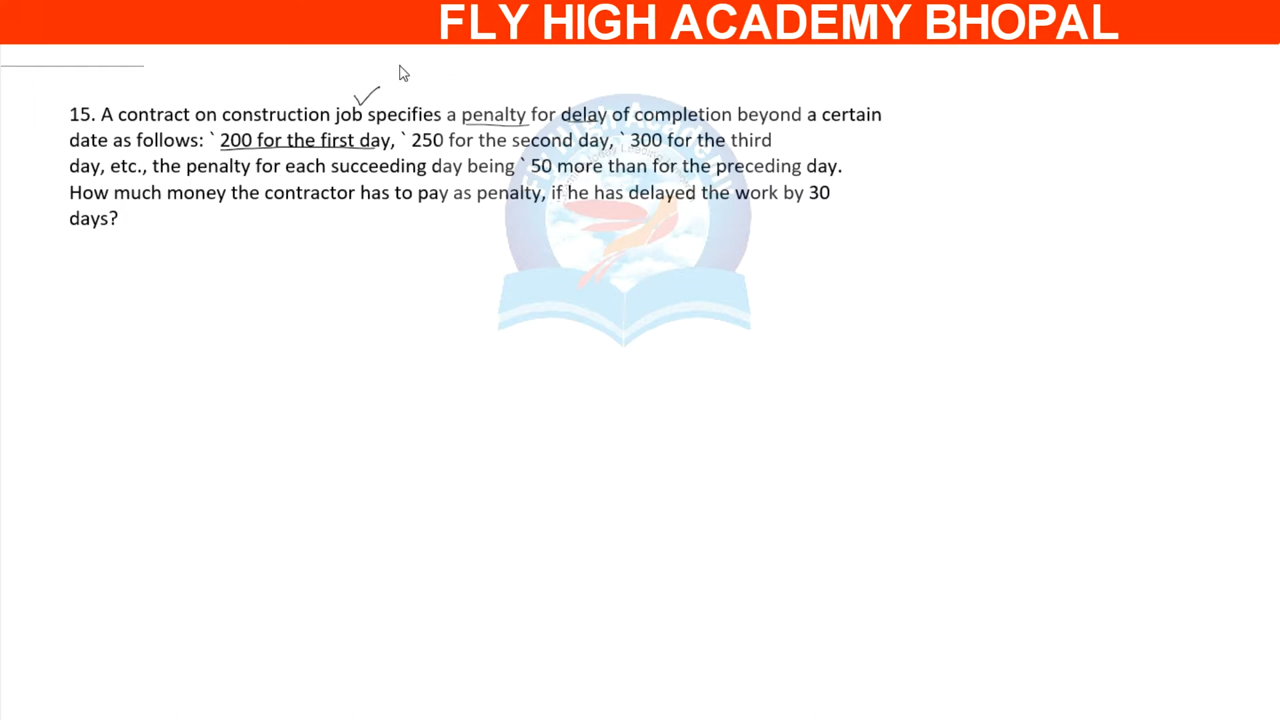 FLY HIGH ACADEMY BHOPAL
15. A contract on construction job specifies a penalty for delay of completion beyond a certain
date as follows: ` 200 for the first day, ` 250 for the second day, ` 300 for the third
day, etc., the penalty for each succeeding day being ` 50 more than for the preceding day.
How much money the contractor has to pay as penalty, if he has delayed the work by 30
days?